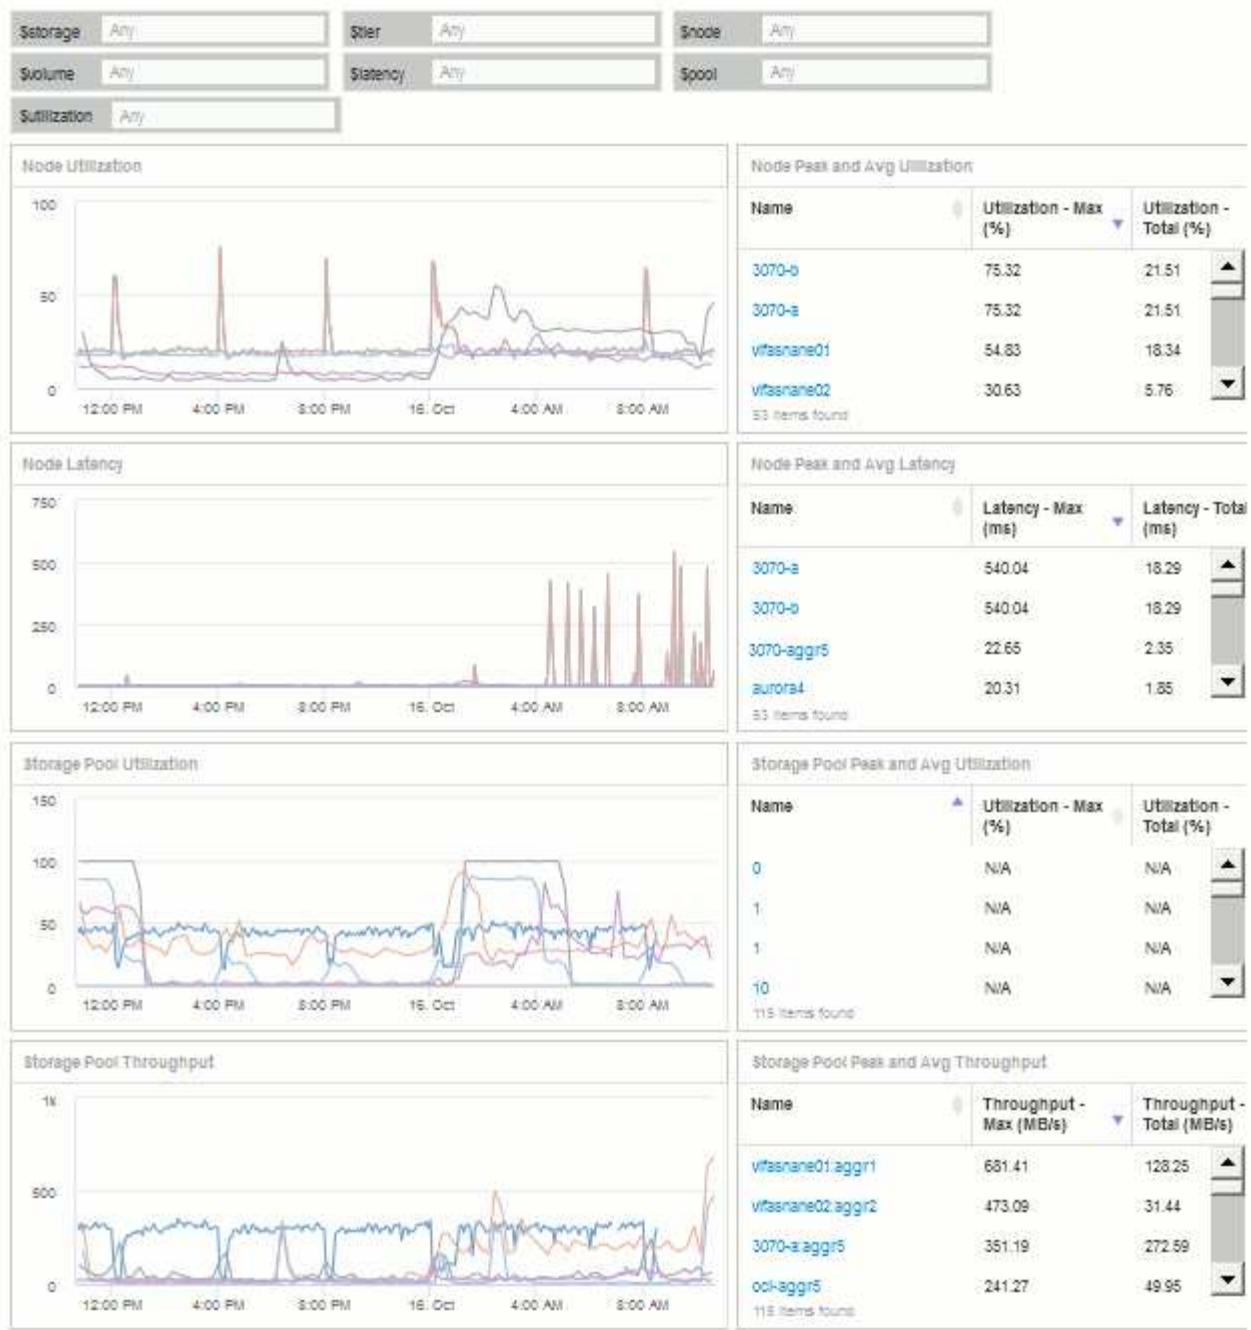 $storage Any $tier Any $node Any
$volume Any $latency Any $pool Any
$utilization Any
Node Utilization
100
50
0
12:00 PM 4:00 PM 8:00 PM 16. Oct 4:00 AM 8:00 AM
Node Peak and Avg Utilization
Name Utilization - Max (%) Utilization - Total (%)
3070-b 75.32 21.51
3070-a 75.32 21.51
vifasnane01 54.83 18.34
vifasnane02 30.63 5.76
53 items found
Node Latency
750
500
250
0
12:00 PM 4:00 PM 8:00 PM 16. Oct 4:00 AM 8:00 AM
Node Peak and Avg Latency
Name Latency - Max (ms) Latency - Total (ms)
3070-a 540.04 18.29
3070-b 540.04 18.29
3070-aggr5 22.65 2.35
aurora4 20.31 1.85
53 items found
Storage Pool Utilization
150
100
50
0
12:00 PM 4:00 PM 8:00 PM 16. Oct 4:00 AM 8:00 AM
Storage Pool Peak and Avg Utilization
Name Utilization - Max (%) Utilization - Total (%)
0 N/A N/A
1 N/A N/A
1 N/A N/A
10 N/A N/A
items found
Storage Pool Throughput
1k
500
0
12:00 PM 4:00 PM 8:00 PM 16. Oct 4:00 AM 8:00 AM
Storage Pool Peak and Avg Throughput
Name Throughput - Max (MB/s) Throughput - Total (MB/s)
vifasnane01:aggr1 681.41 128.25
vifasnane02:aggr2 473.09 31.44
3070-a:aggr5 351.19 272.59
oci-aggr5 241.27 49.95
items found